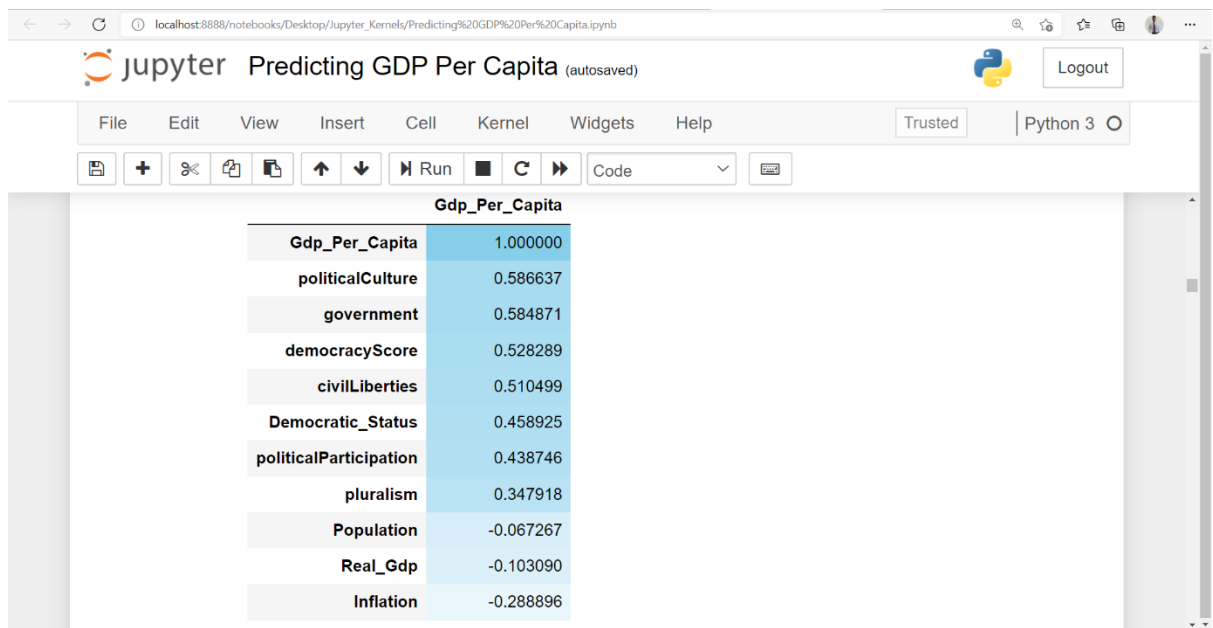 localhost:8888/notebooks/Desktop/Jupyter_Kernels/Predicting%20GDP%20Per%20Capita.ipynb
jupyter Predicting GDP Per Capita (autosaved) Logout
File Edit View Insert Cell Kernel Widgets Help Trusted Python 3
Run Code
Gdp_Per_Capita
Gdp_Per_Capita 1.000000
politicalCulture 0.586637
government 0.584871
democracyScore 0.528289
civilLiberties 0.510499
Democratic_Status 0.458925
politicalParticipation 0.438746
pluralism 0.347918
Population -0.067267
Real_Gdp -0.103090
Inflation -0.288896